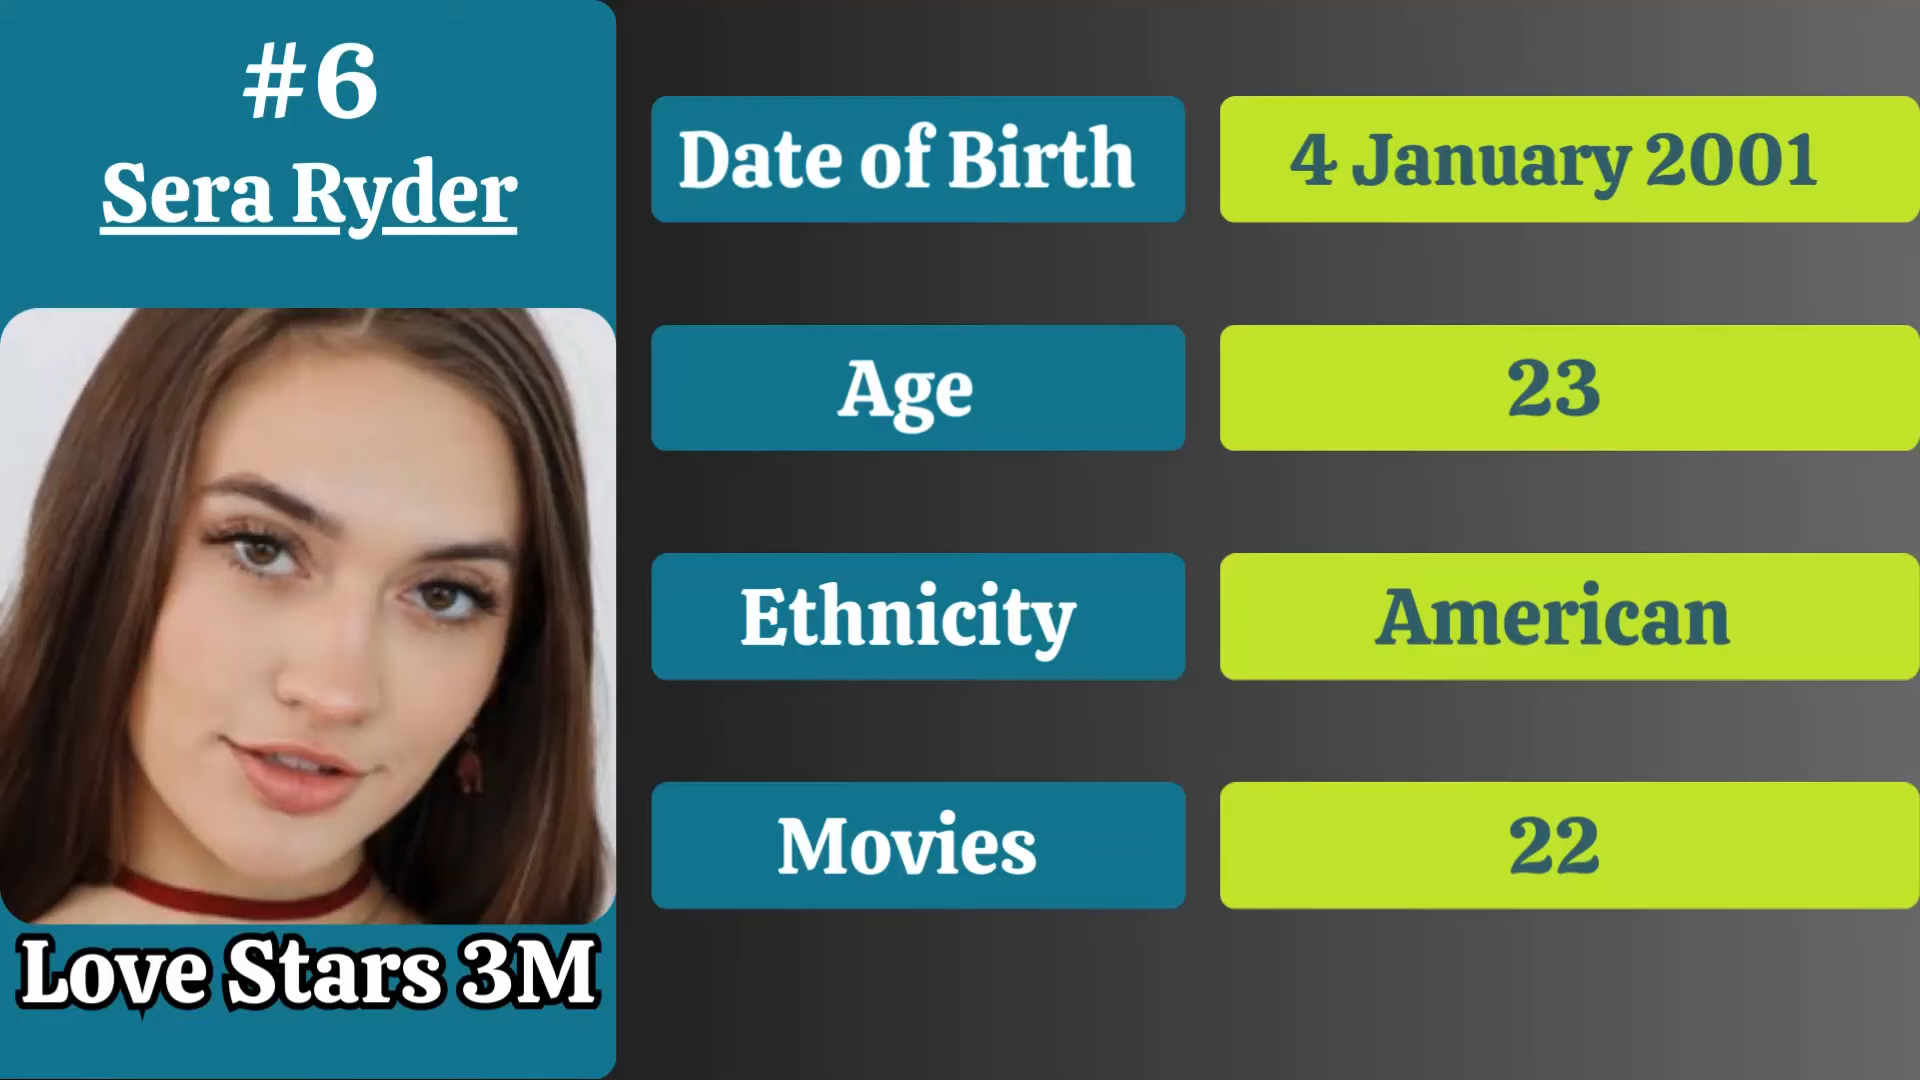 #6
Sera Ryder
Love Stars 3M
Date of Birth
4 January 2001
Age
23
Ethnicity
American
Movies
22